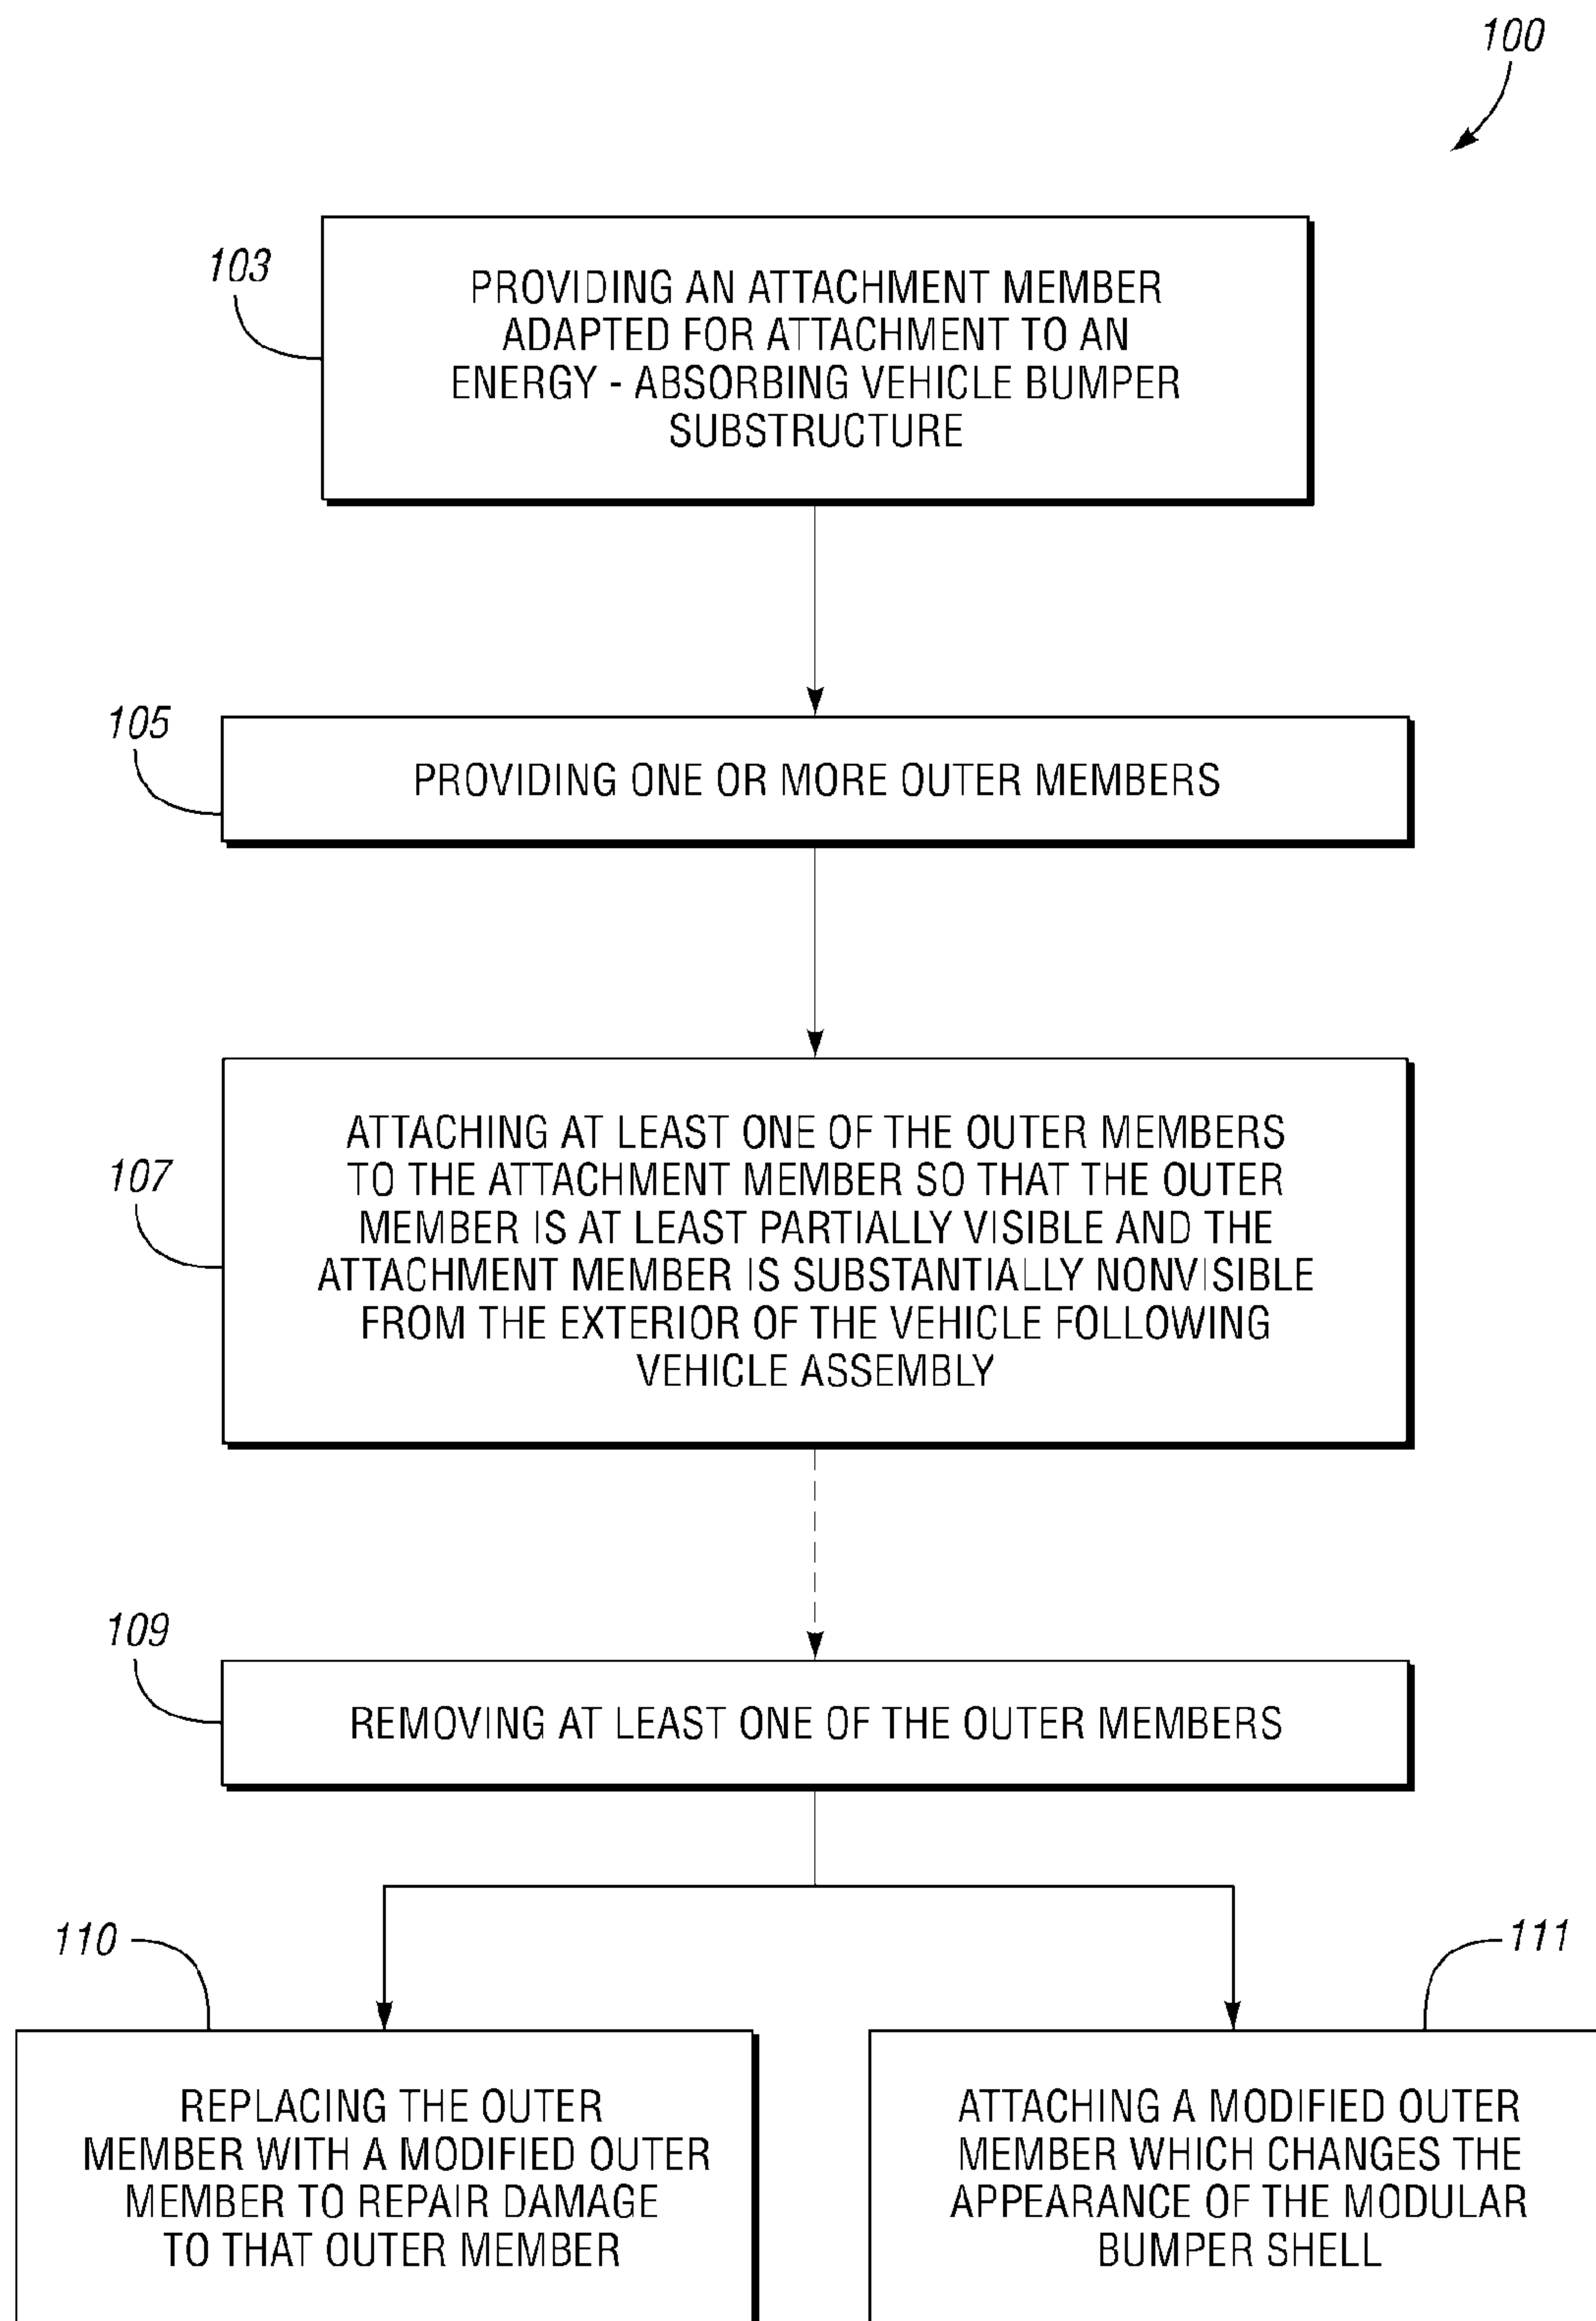 100
103
PROVIDING AN ATTACHMENT MEMBER
ADAPTED FOR ATTACHMENT TO AN
ENERGY - ABSORBING VEHICLE BUMPER
SUBSTRUCTURE
105
PROVIDING ONE OR MORE OUTER MEMBERS
107
ATTACHING AT LEAST ONE OF THE OUTER MEMBERS
TO THE ATTACHMENT MEMBER SO THAT THE OUTER
MEMBER IS AT LEAST PARTIALLY VISIBLE AND THE
ATTACHMENT MEMBER IS SUBSTANTIALLY NONVISIBLE
FROM THE EXTERIOR OF THE VEHICLE FOLLOWING
VEHICLE ASSEMBLY
109
REMOVING AT LEAST ONE OF THE OUTER MEMBERS
110
REPLACING THE OUTER
MEMBER WITH A MODIFIED OUTER
MEMBER TO REPAIR DAMAGE
TO THAT OUTER MEMBER
111
ATTACHING A MODIFIED OUTER
MEMBER WHICH CHANGES THE
APPEARANCE OF THE MODULAR
BUMPER SHELL